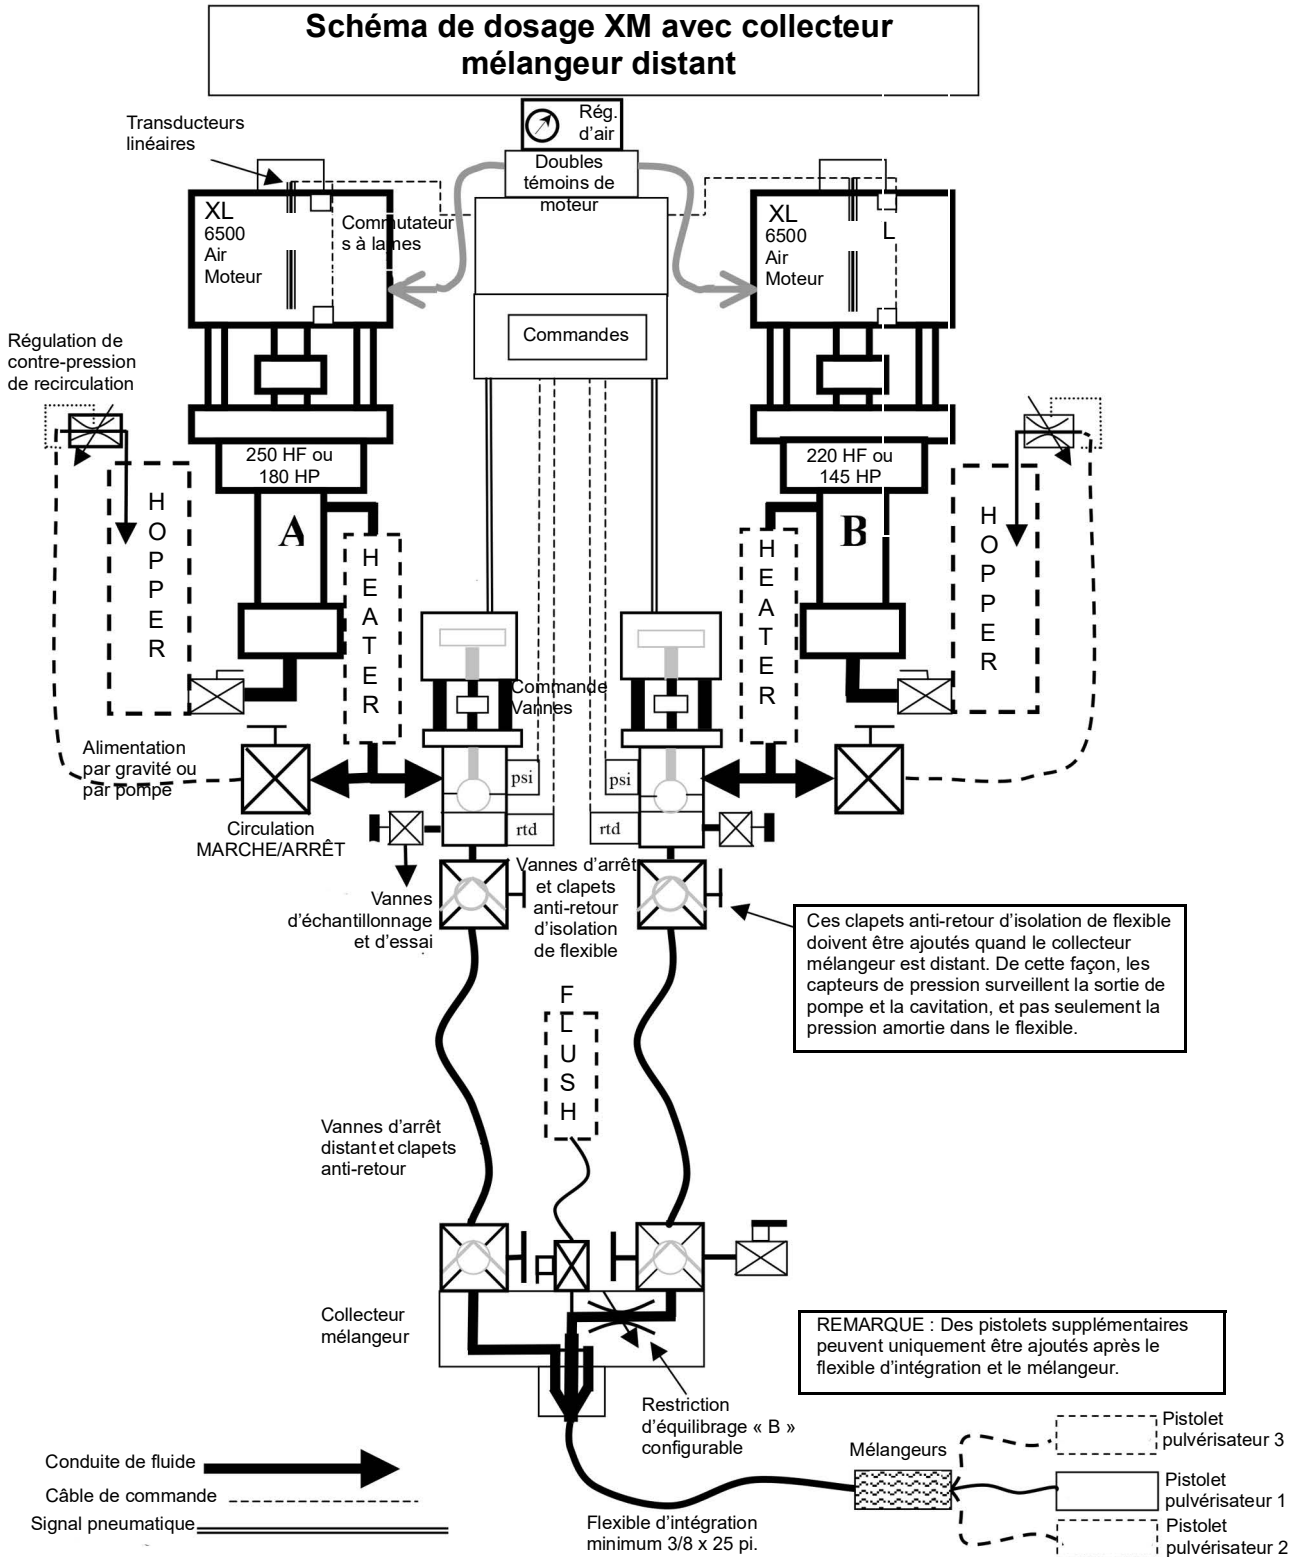 Schéma de dosage XM avec collecteur
mélangeur distant
Rég.
d'air
Transducteurs
linéaires
Doubles
témoins de
moteur
XL
6500
Air
Moteur
Commutateur
s à lames
XL
6500
Air
Moteur
L
Commandes
Régulation de
contre-pression
de recirculation
250 HF ou
180 HP
220 HF ou
145 HP
HOPPER
A
HEATER
HEATER
B
HOPPER
Commande
Vannes
Alimentation
par gravité ou
par pompe
psi
psi
rtd
rtd
Circulation
MARCHE/ARRÊT
Vannes
d'échantillonnage
et d'essai
Vannes d'arrêt
et clapets
anti-retour
d'isolation
de flexible
Ces clapets anti-retour d'isolation de flexible
doivent être ajoutés quand le collecteur
mélangeur est distant. De cette façon, les
capteurs de pression surveillent la sortie de
pompe et la cavitation, et pas seulement la
pression amortie dans le flexible.
FLUSH
Vannes d'arrêt
distant et clapets
anti-retour
Collecteur
mélangeur
REMARQUE : Des pistolets supplémentaires
peuvent uniquement être ajoutés après le
flexible d'intégration et le mélangeur.
Restriction
d'équilibrage « B »
configurable
Mélangeurs
Pistolet
pulvérisateur 3
Pistolet
pulvérisateur 1
Pistolet
pulvérisateur 2
Conduite de fluide
Câble de commande
Signal pneumatique
Flexible d'intégration
minimum 3/8 x 25 pi.